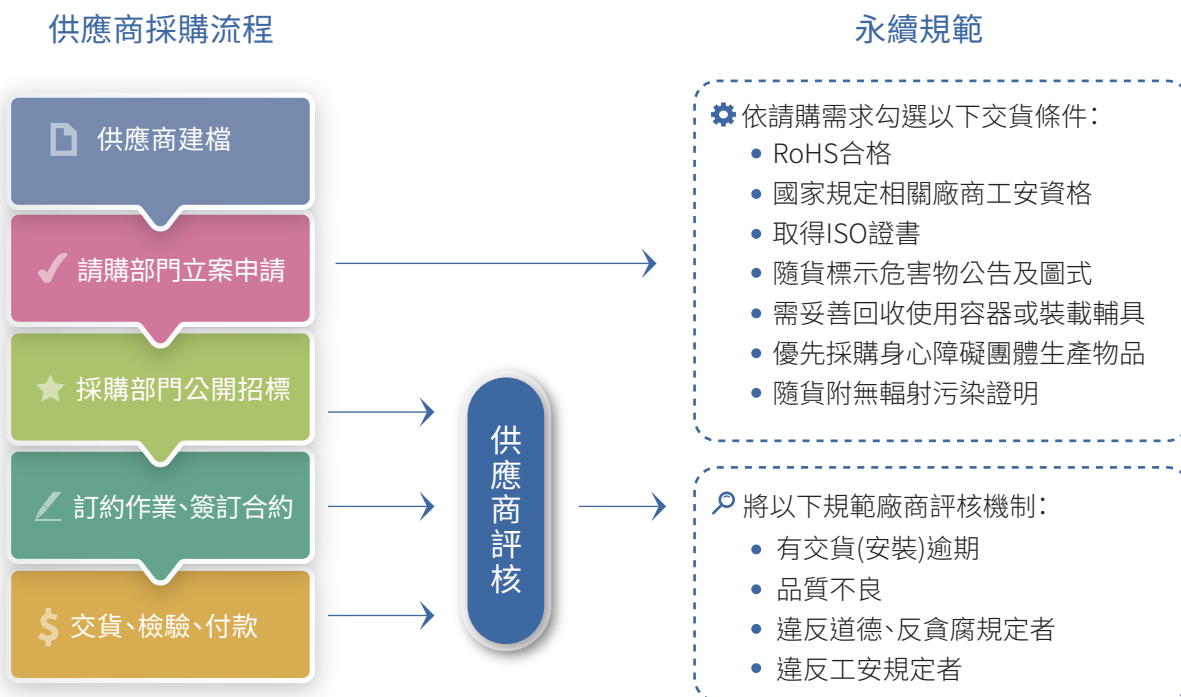 供應商採購流程
永續規範
供應商建檔
請購部門立案申請
採購部門公開招標
訂約作業、簽訂合約
交貨、檢驗、付款
供應商評核
依請購需求勾選以下交貨條件：
• RoHS合格
• 國家規定相關廠商工安資格
• 取得ISO證書
• 隨貨標示危害物公告及圖式
• 需妥善回收使用容器或裝載輔具
• 優先採購身心障礙團體生產物品
• 隨貨附無輻射污染證明
將以下規範廠商評核機制：
• 有交貨(安裝)逾期
• 品質不良
• 違反道德、反貪腐規定者
• 違反工安規定者